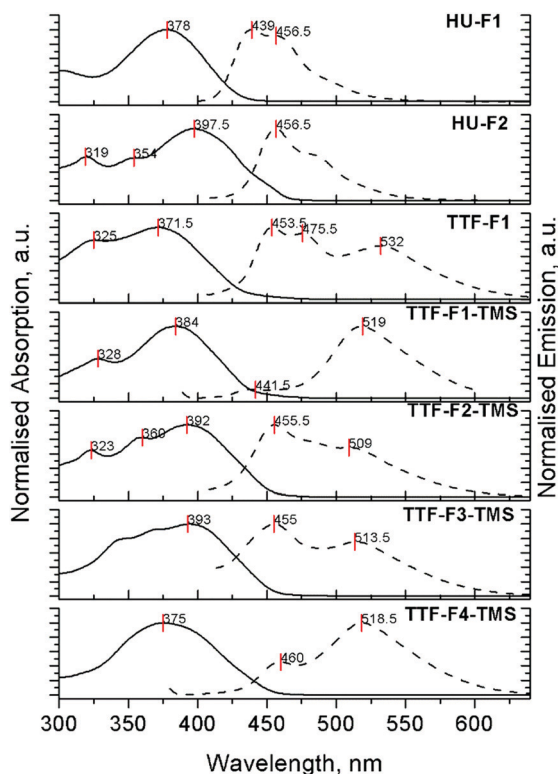 HU-F1
378
439
456.5
HU-F2
319
354
397.5
456.5
TTF-F1
325
371.5
453.5
475.5
532
TTF-F1-TMS
328
384
441.5
519
TTF-F2-TMS
323
360
392
455.5
509
TTF-F3-TMS
393
455
513.5
TTF-F4-TMS
375
460
518.5
Normalised Absorption, a.u.
Normalised Emission, a.u.
300 350 400 450 500 550 600
Wavelength, nm